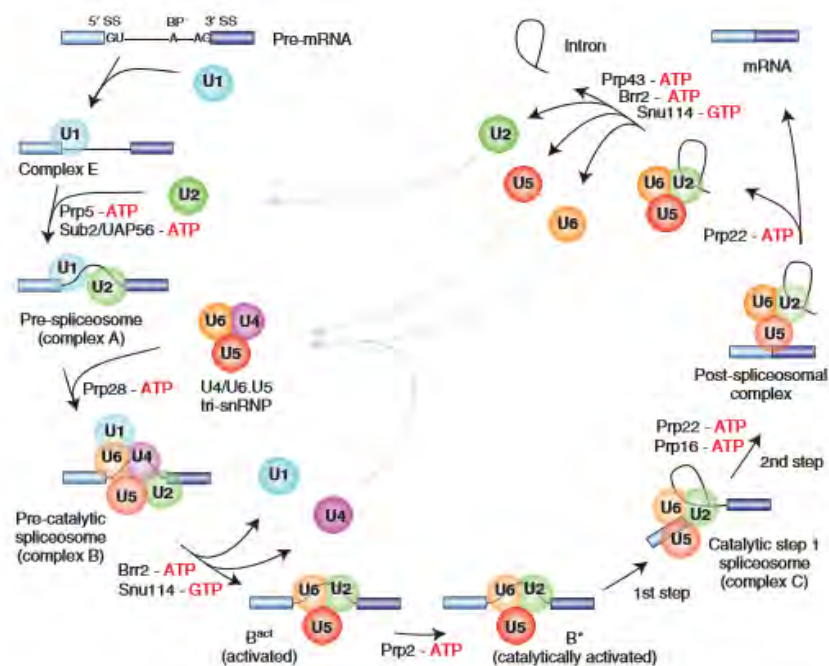 5' SS
BP
3' SS
GU
A
AG
Pre-mRNA
U1
U1
Complex E
U2
Prp5 - ATP
Sub2/UAP56 - ATP
U1
U2
Pre-spliceosome
(complex A)
U6
U4
U5
U4/U6.U5
tri-snRNP
Prp28 - ATP
U1
U6
U4
U5
U2
Pre-catalytic
spliceosome
(complex B)
U1
U4
Brr2 - ATP
Snu114 - GTP
U6
U2
U5
Bact
(activated)
Prp2 - ATP
U6
U2
U5
B*
(catalytically activated)
1st step
U6
U2
U5
Catalytic step 1
spliceosome
(complex C)
Prp22 - ATP
Prp16 - ATP
2nd step
U6
U2
U5
Post-spliceosomal
complex
Prp22 - ATP
mRNA
U6
U2
U5
Prp43 - ATP
Brr2 - ATP
Snu114 - GTP
Intron
U2
U5
U6